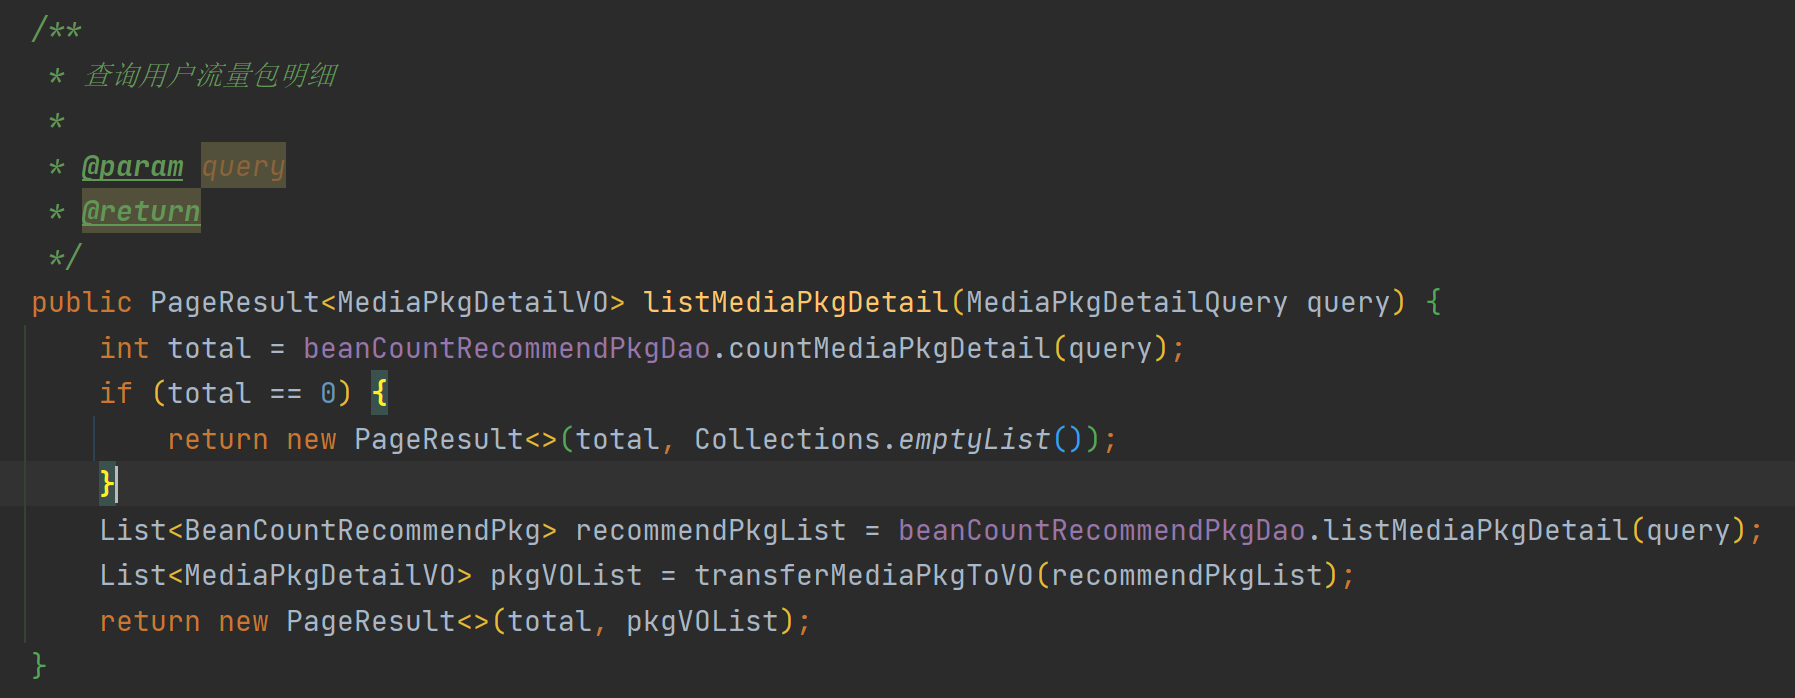 /**
 * 查询用户流量包明细
 *
 * @param query
 * @return
 */
public PageResult<MediaPkgDetailVO> listMediaPkgDetail(MediaPkgDetailQuery query) {
    int total = beanCountRecommendPkgDao.countMediaPkgDetail(query);
    if (total == 0) {
        return new PageResult<>(total, Collections.emptyList());
    }
    List<BeanCountRecommendPkg> recommendPkgList = beanCountRecommendPkgDao.listMediaPkgDetail(query);
    List<MediaPkgDetailVO> pkgVOList = transferMediaPkgToVO(recommendPkgList);
    return new PageResult<>(total, pkgVOList);
}